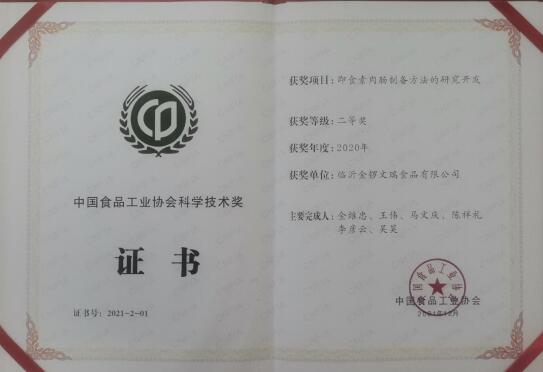 中国食品工业协会科学技术奖
证书
证书号：2021-2-01
获奖项目：即食素肉肠制备方法的研究开发
获奖等级：二等奖
获奖年度：2020年
获奖单位：临沂金锣文瑞食品有限公司
主要完成人：金维忠、王伟、马文庆、陈祥礼
李彦云、吴昊
中国食品工业协会